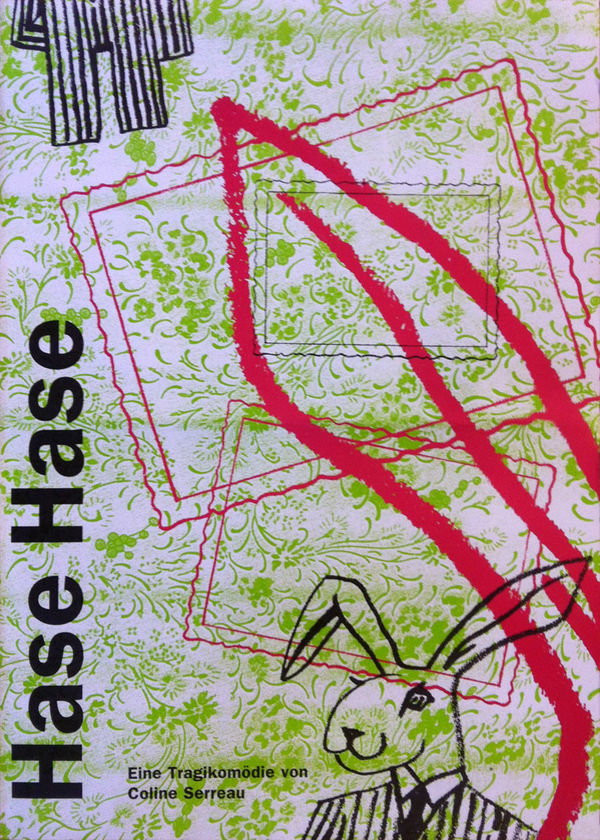 Hase Hase
Eine Tragikomödie von
Coline Serreau